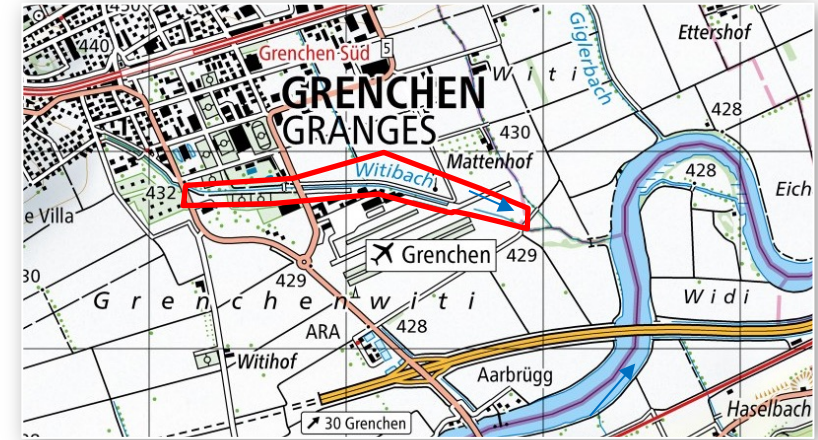 440
450
Grenchen Süd
5
Giglerbach
Ettershof
Witi
GRENCHEN
GRANGES
430
428
Mattenhof
Witibach
428
432
Eich
e Villa
Grenchen
429
30
429
Grenchenwiti
Widi
ARA
428
Witihof
Aarbrügg
30 Grenchen
Haselbach